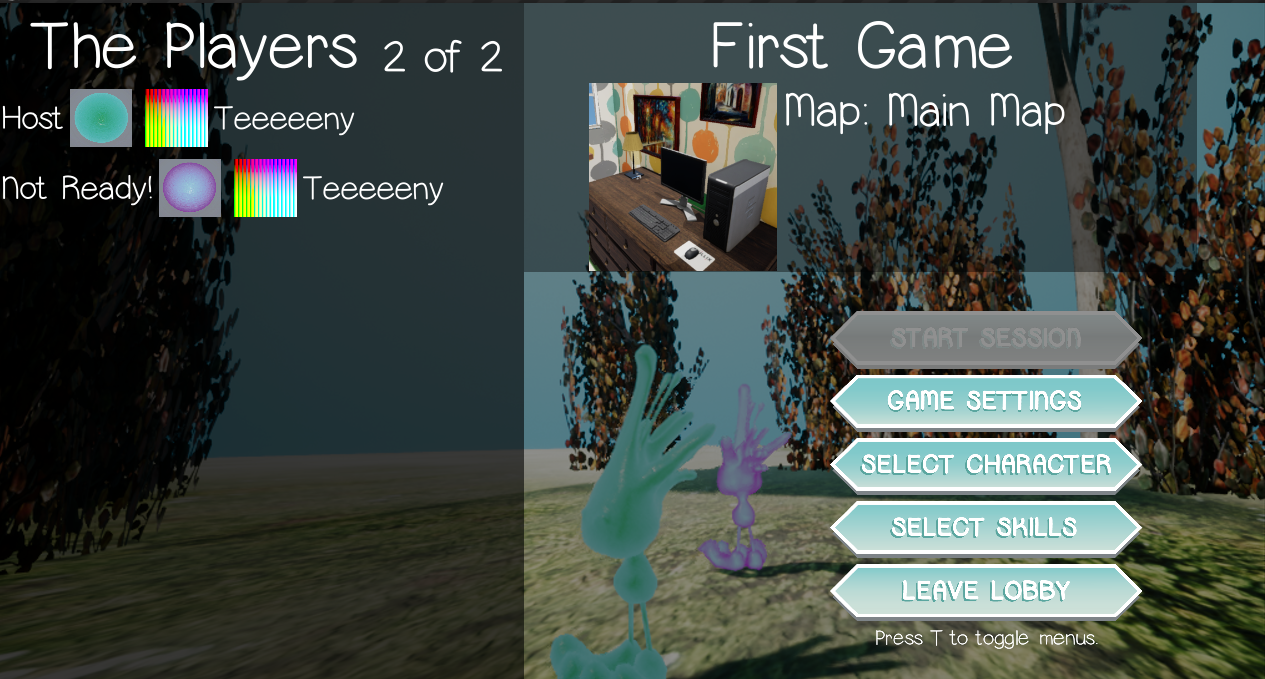 The Players 2 of 2
Host Teeeeeny
Not Ready! Teeeeeny
First Game
Map: Main Map
START SESSION
GAME SETTINGS
SELECT CHARACTER
SELECT SKILLS
LEAVE LOBBY
Press T to toggle menus.